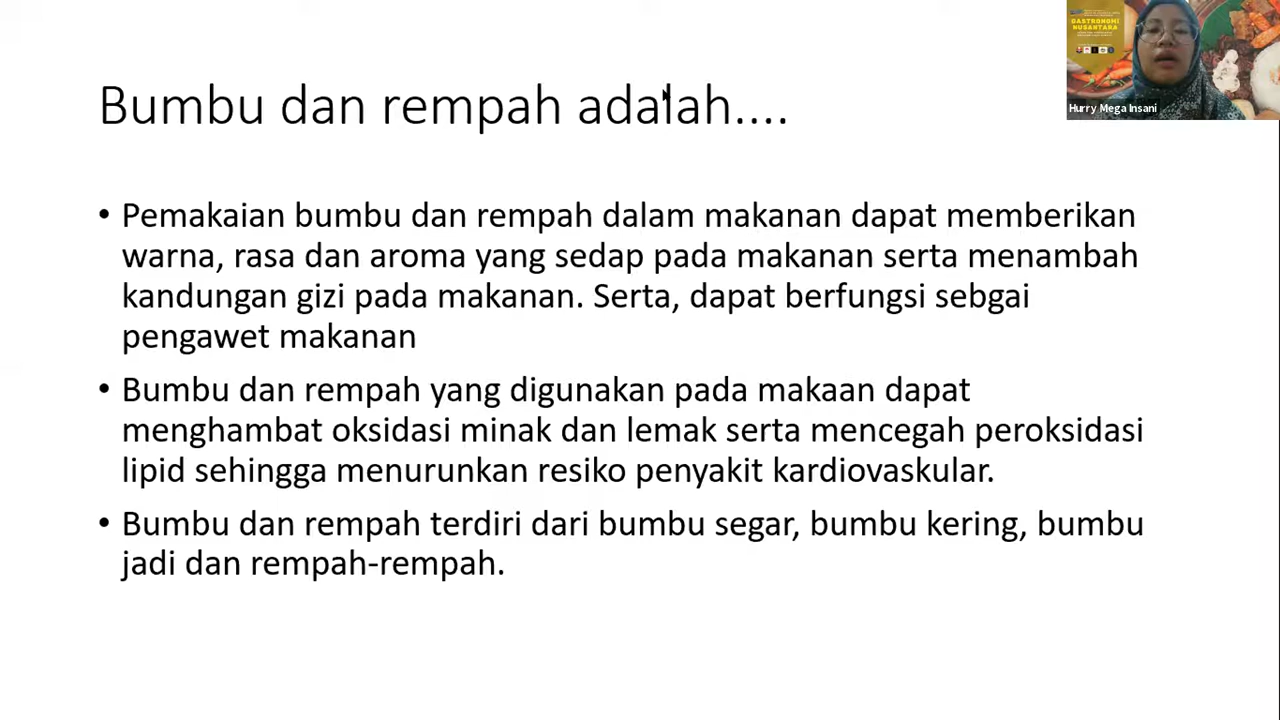 GASTRONOMI
NUSANTARA
Hurry Mega Insani
Bumbu dan rempah adalah....
• Pemakaian bumbu dan rempah dalam makanan dapat memberikan
warna, rasa dan aroma yang sedap pada makanan serta menambah
kandungan gizi pada makanan. Serta, dapat berfungsi sebgai
pengawet makanan
• Bumbu dan rempah yang digunakan pada makaan dapat
menghambat oksidasi minak dan lemak serta mencegah peroksidasi
lipid sehingga menurunkan resiko penyakit kardiovaskular.
• Bumbu dan rempah terdiri dari bumbu segar, bumbu kering, bumbu
jadi dan rempah-rempah.